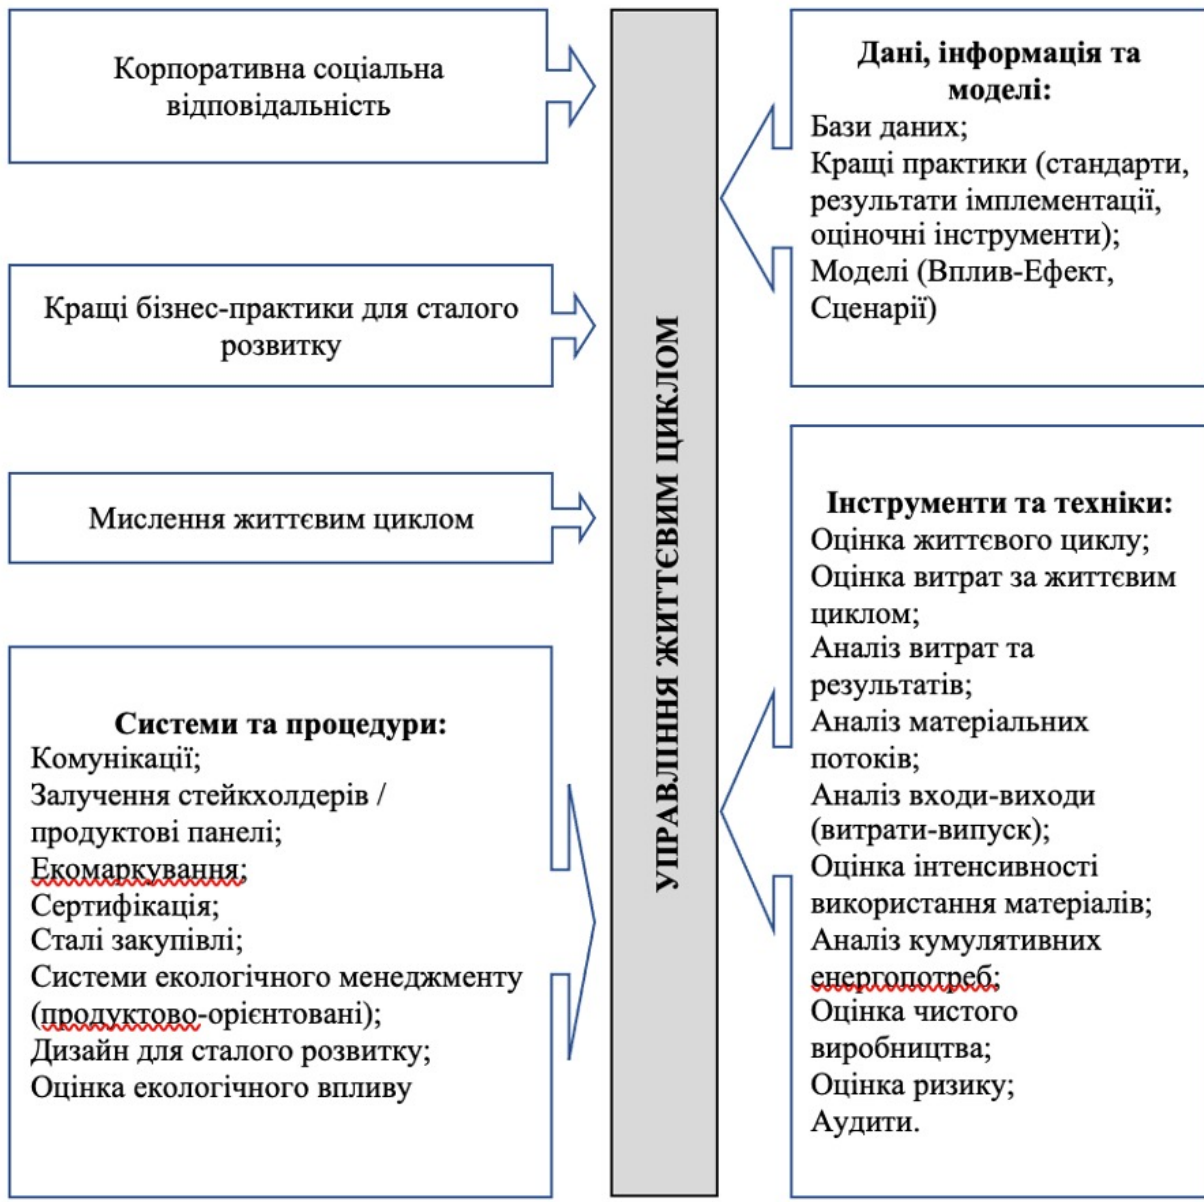 Корпоративна соціальна
відповідальність
Кращі бізнес-практики для сталого
розвитку
Мислення життєвим циклом
Системи та процедури:
Комунікації;
Залучення стейкхолдерів /
продуктові панелі;
Екомаркування;
Сертифікація;
Сталі закупівлі;
Системи екологічного менеджменту
(продуктово-орієнтовані);
Дизайн для сталого розвитку;
Оцінка екологічного впливу
УПРАВЛІННЯ ЖИТТЄВИМ ЦИКЛОМ
Дані, інформація та
моделі:
Бази даних;
Кращі практики (стандарти,
результати імплементації,
оціночні інструменти);
Моделі (Вплив-Ефект,
Сценарії)
Інструменти та техніки:
Оцінка життєвого циклу;
Оцінка витрат за життєвим
циклом;
Аналіз витрат та
результатів;
Аналіз матеріальних
потоків;
Аналіз входи-виходи
(витрати-випуск);
Оцінка інтенсивності
використання матеріалів;
Аналіз кумулятивних
енергопотреб;
Оцінка чистого
виробництва;
Оцінка ризику;
Аудити.